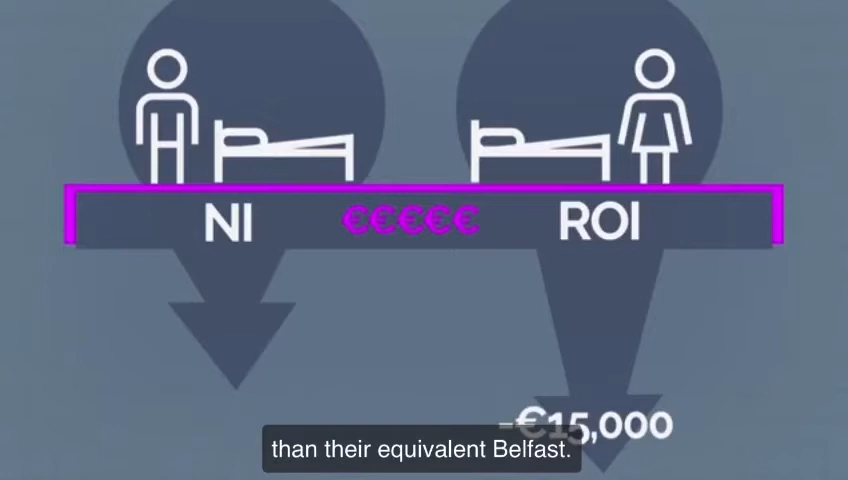 NI €€€€€ ROI
-€15,000
than their equivalent Belfast.